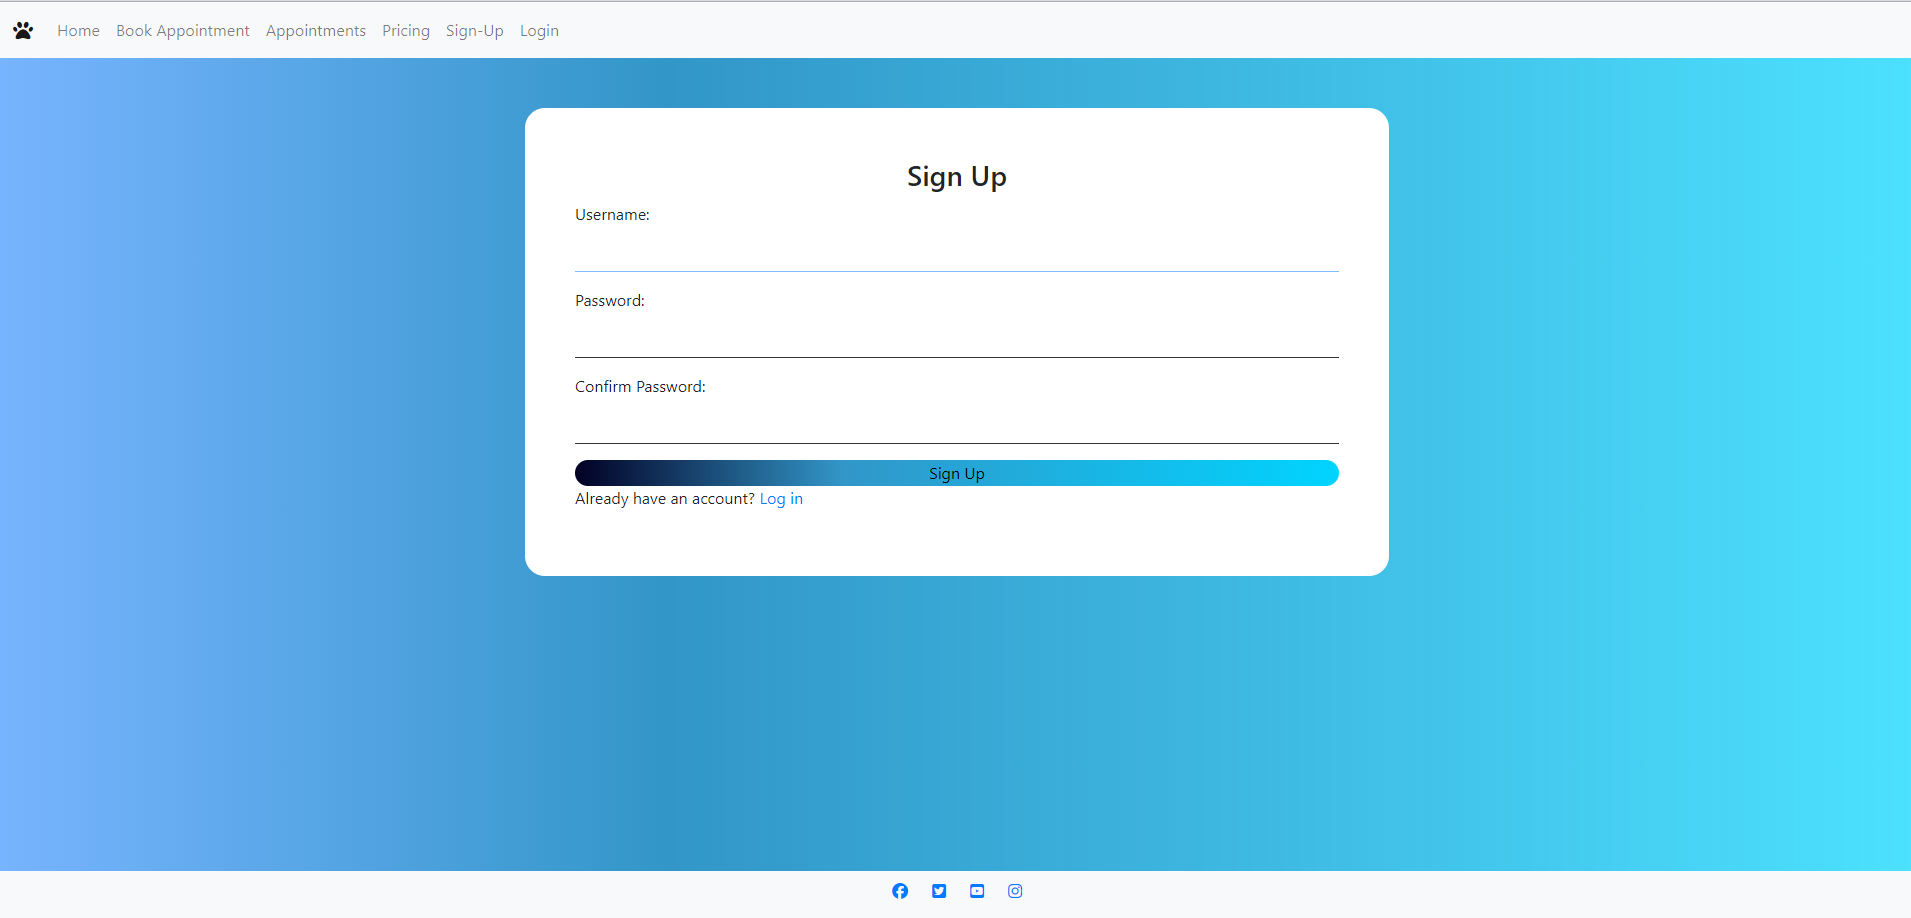 Home Book Appointment Appointments Pricing Sign-Up Login
Sign Up
Username:
Password:
Confirm Password:
Sign Up
Already have an account? Log in